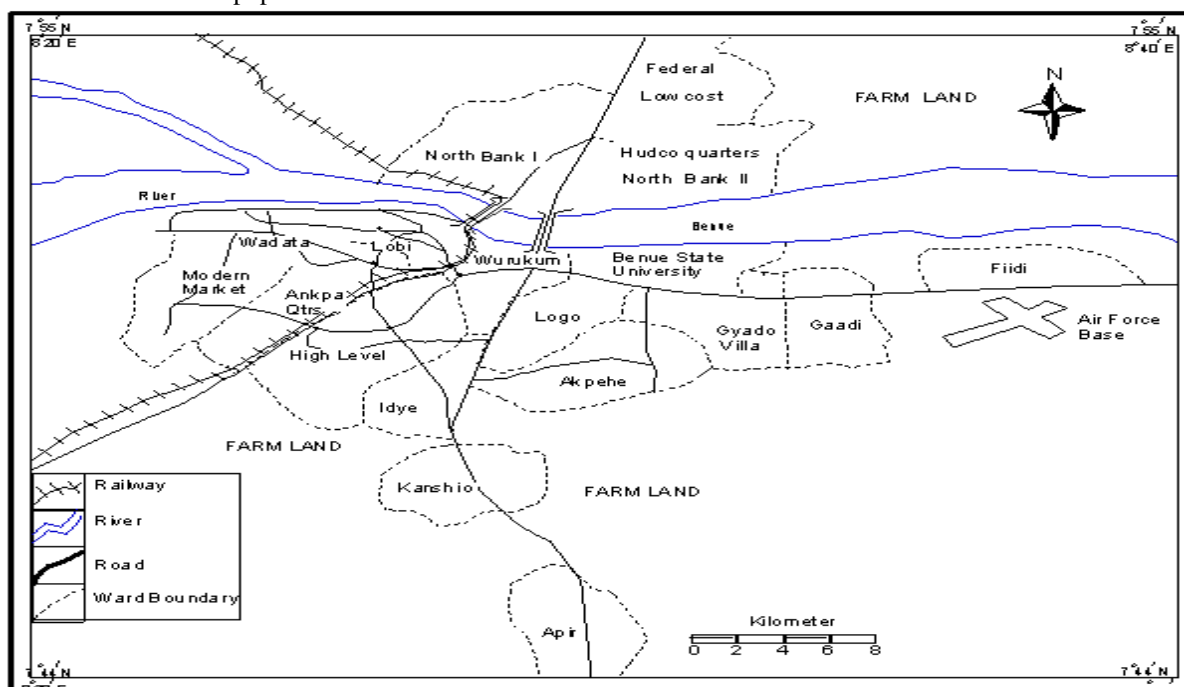 7°55' N
7°55' N
8°20' E
8°40' E
N
Federal
Low cost
FARM LAND
North Bank I
Hudco quarters
North Bank II
River
Benue
Wadata
Lobi
Wurukum
Benue State
University
Fiidi
Modern
Market
Ankpa
Qtrs.
Logo
Gyado
Villa
Gaadi
Air Force
Base
High Level
Akpehe
Idye
FARM LAND
Kanshio
FARM LAND
Railway
River
Road
Ward Boundary
Apir
Kilometer
0 2 4 6 8
7°44' N
7°44' N